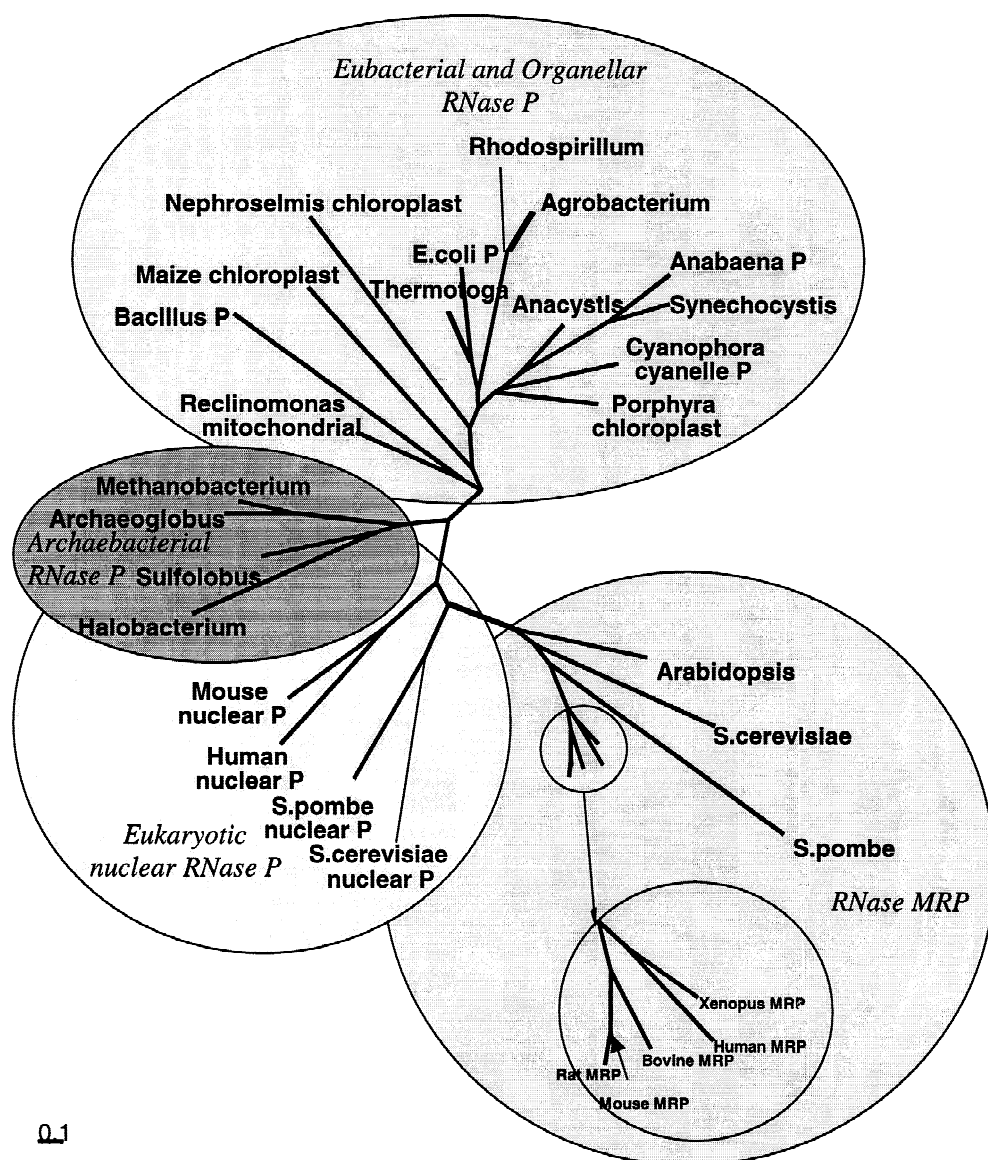 Eubacterial and Organellar
RNase P
Rhodospirillum
Nephroselmis chloroplast
Agrobacterium
E.coli P
Anabaena P
Maize chloroplast
Thermotoga
Anacystis
Synechocystis
Bacillus P
Cyanophora
cyanelle P
Reclinomonas
mitochondrial
Porphyra
chloroplast
Methanobacterium
Archaeoglobus
Archaebacterial
RNase P
Sulfolobus
Halobacterium
Arabidopsis
Mouse
nuclear P
S.cerevisiae
Human
nuclear P
S.pombe
nuclear P
Eukaryotic
nuclear RNase P
S.cerevisiae
nuclear P
S.pombe
RNase MRP
Xenopus MRP
Human MRP
Bovine MRP
Rat MRP
Mouse MRP
0.1